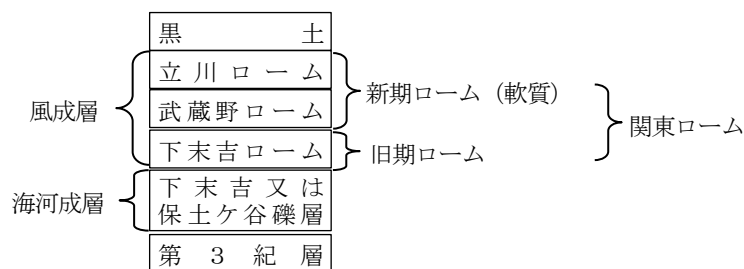 黒土
立川ローム
武蔵野ローム
下末吉ローム
下末吉又は
保土ケ谷礫層
第3紀層
風成層
海河成層
新期ローム（軟質）
旧期ローム
関東ローム